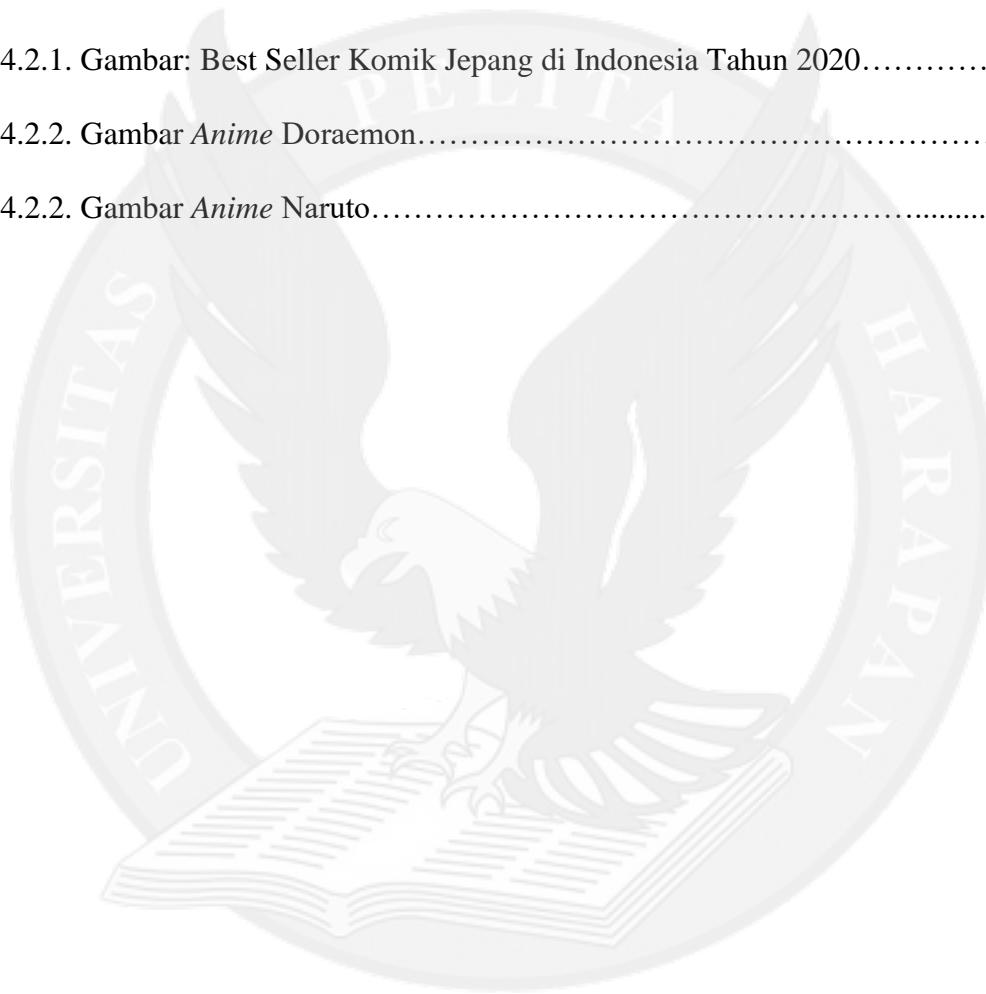 4.2.1. Gambar: Best Seller Komik Jepang di Indonesia Tahun 2020…………
4.2.2. Gambar Anime Doraemon………………………………………………
4.2.2. Gambar Anime Naruto……………………………………………..........
UNIVERSITAS PELITA HARAPAN